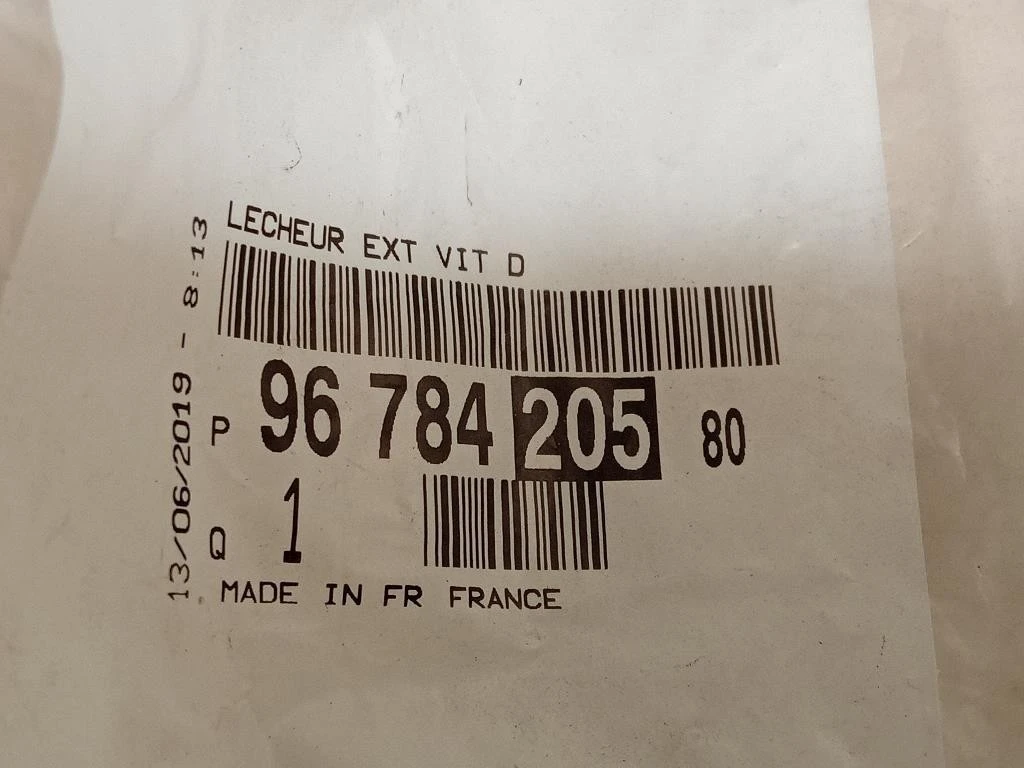 LECHEUR EXT VIT D
P 96 784 205 80
Q 1
MADE IN FR FRANCE
13/06/2019 - 8:13